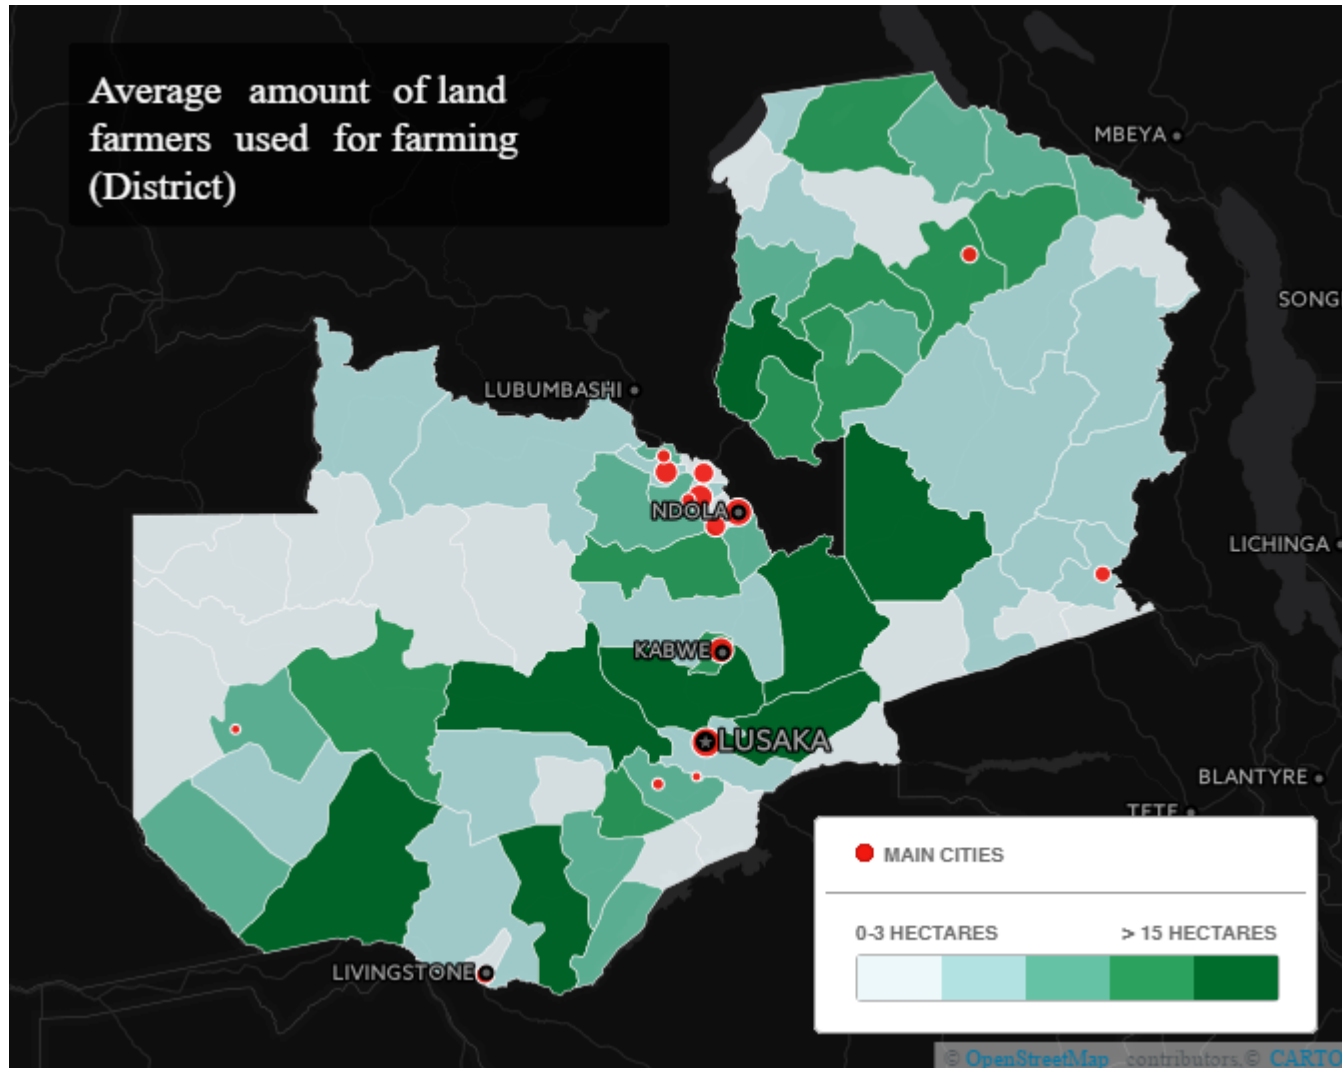 Average amount of land
farmers used for farming
(District)
MBEYA
SONG
LUBUMBASHI
NDOLA
LICHINGA
KABWE
LUSAKA
BLANTYRE
TETE
MAIN CITIES
0-3 HECTARES > 15 HECTARES
LIVINGSTONE
© OpenStreetMap contributors,© CARTO